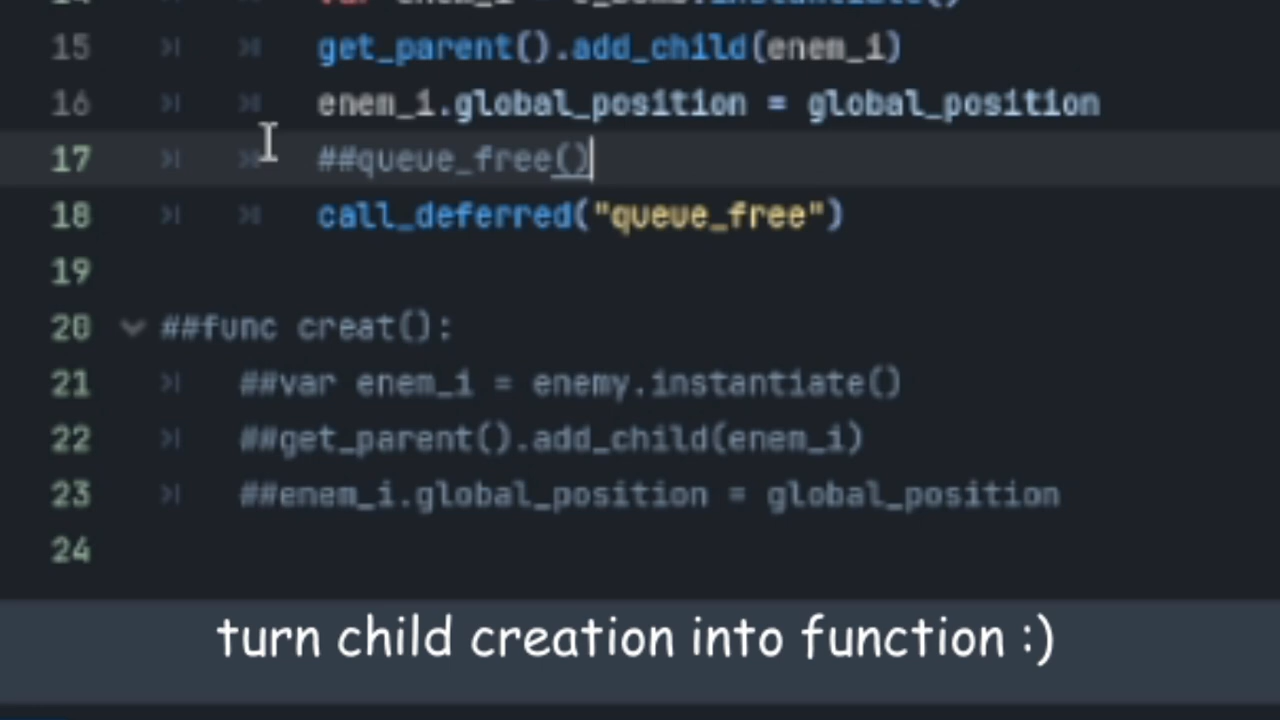 15 get_parent().add_child(enem_i)
16 enem_i.global_position = global_position
17 ##queue_free()
18 call_deferred("queue_free")
19
20 ##func creat():
21 ##var enem_i = enemy.instantiate()
22 ##get_parent().add_child(enem_i)
23 ##enem_i.global_position = global_position
24
turn child creation into function :)